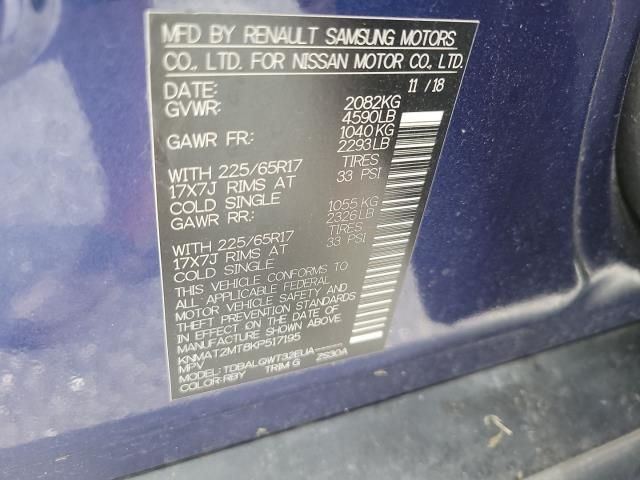 MFD BY RENAULT SAMSUNG MOTORS
CO., LTD. FOR NISSAN MOTOR CO., LTD.
DATE: 11 / 18
GVWR: 2082KG
4590LB
GAWR FR: 1040 KG
2293 LB
WITH 225/65R17 TIRES
17X7J RIMS AT 33 PSI
COLD SINGLE
GAWR RR: 1055 KG
2326 LB
WITH 225/65R17 TIRES
17X7J RIMS AT 33 PSI
COLD SINGLE
THIS VEHICLE CONFORMS TO
ALL APPLICABLE FEDERAL
MOTOR VEHICLE SAFETY AND
THEFT PREVENTION STANDARDS
IN EFFECT ON THE DATE OF
MANUFACTURE SHOWN ABOVE.
KNMAT2MT8KP517195
MPV
MODEL: TDBALQWT32EUA
COLOR: RBY TRIM G ZS30A